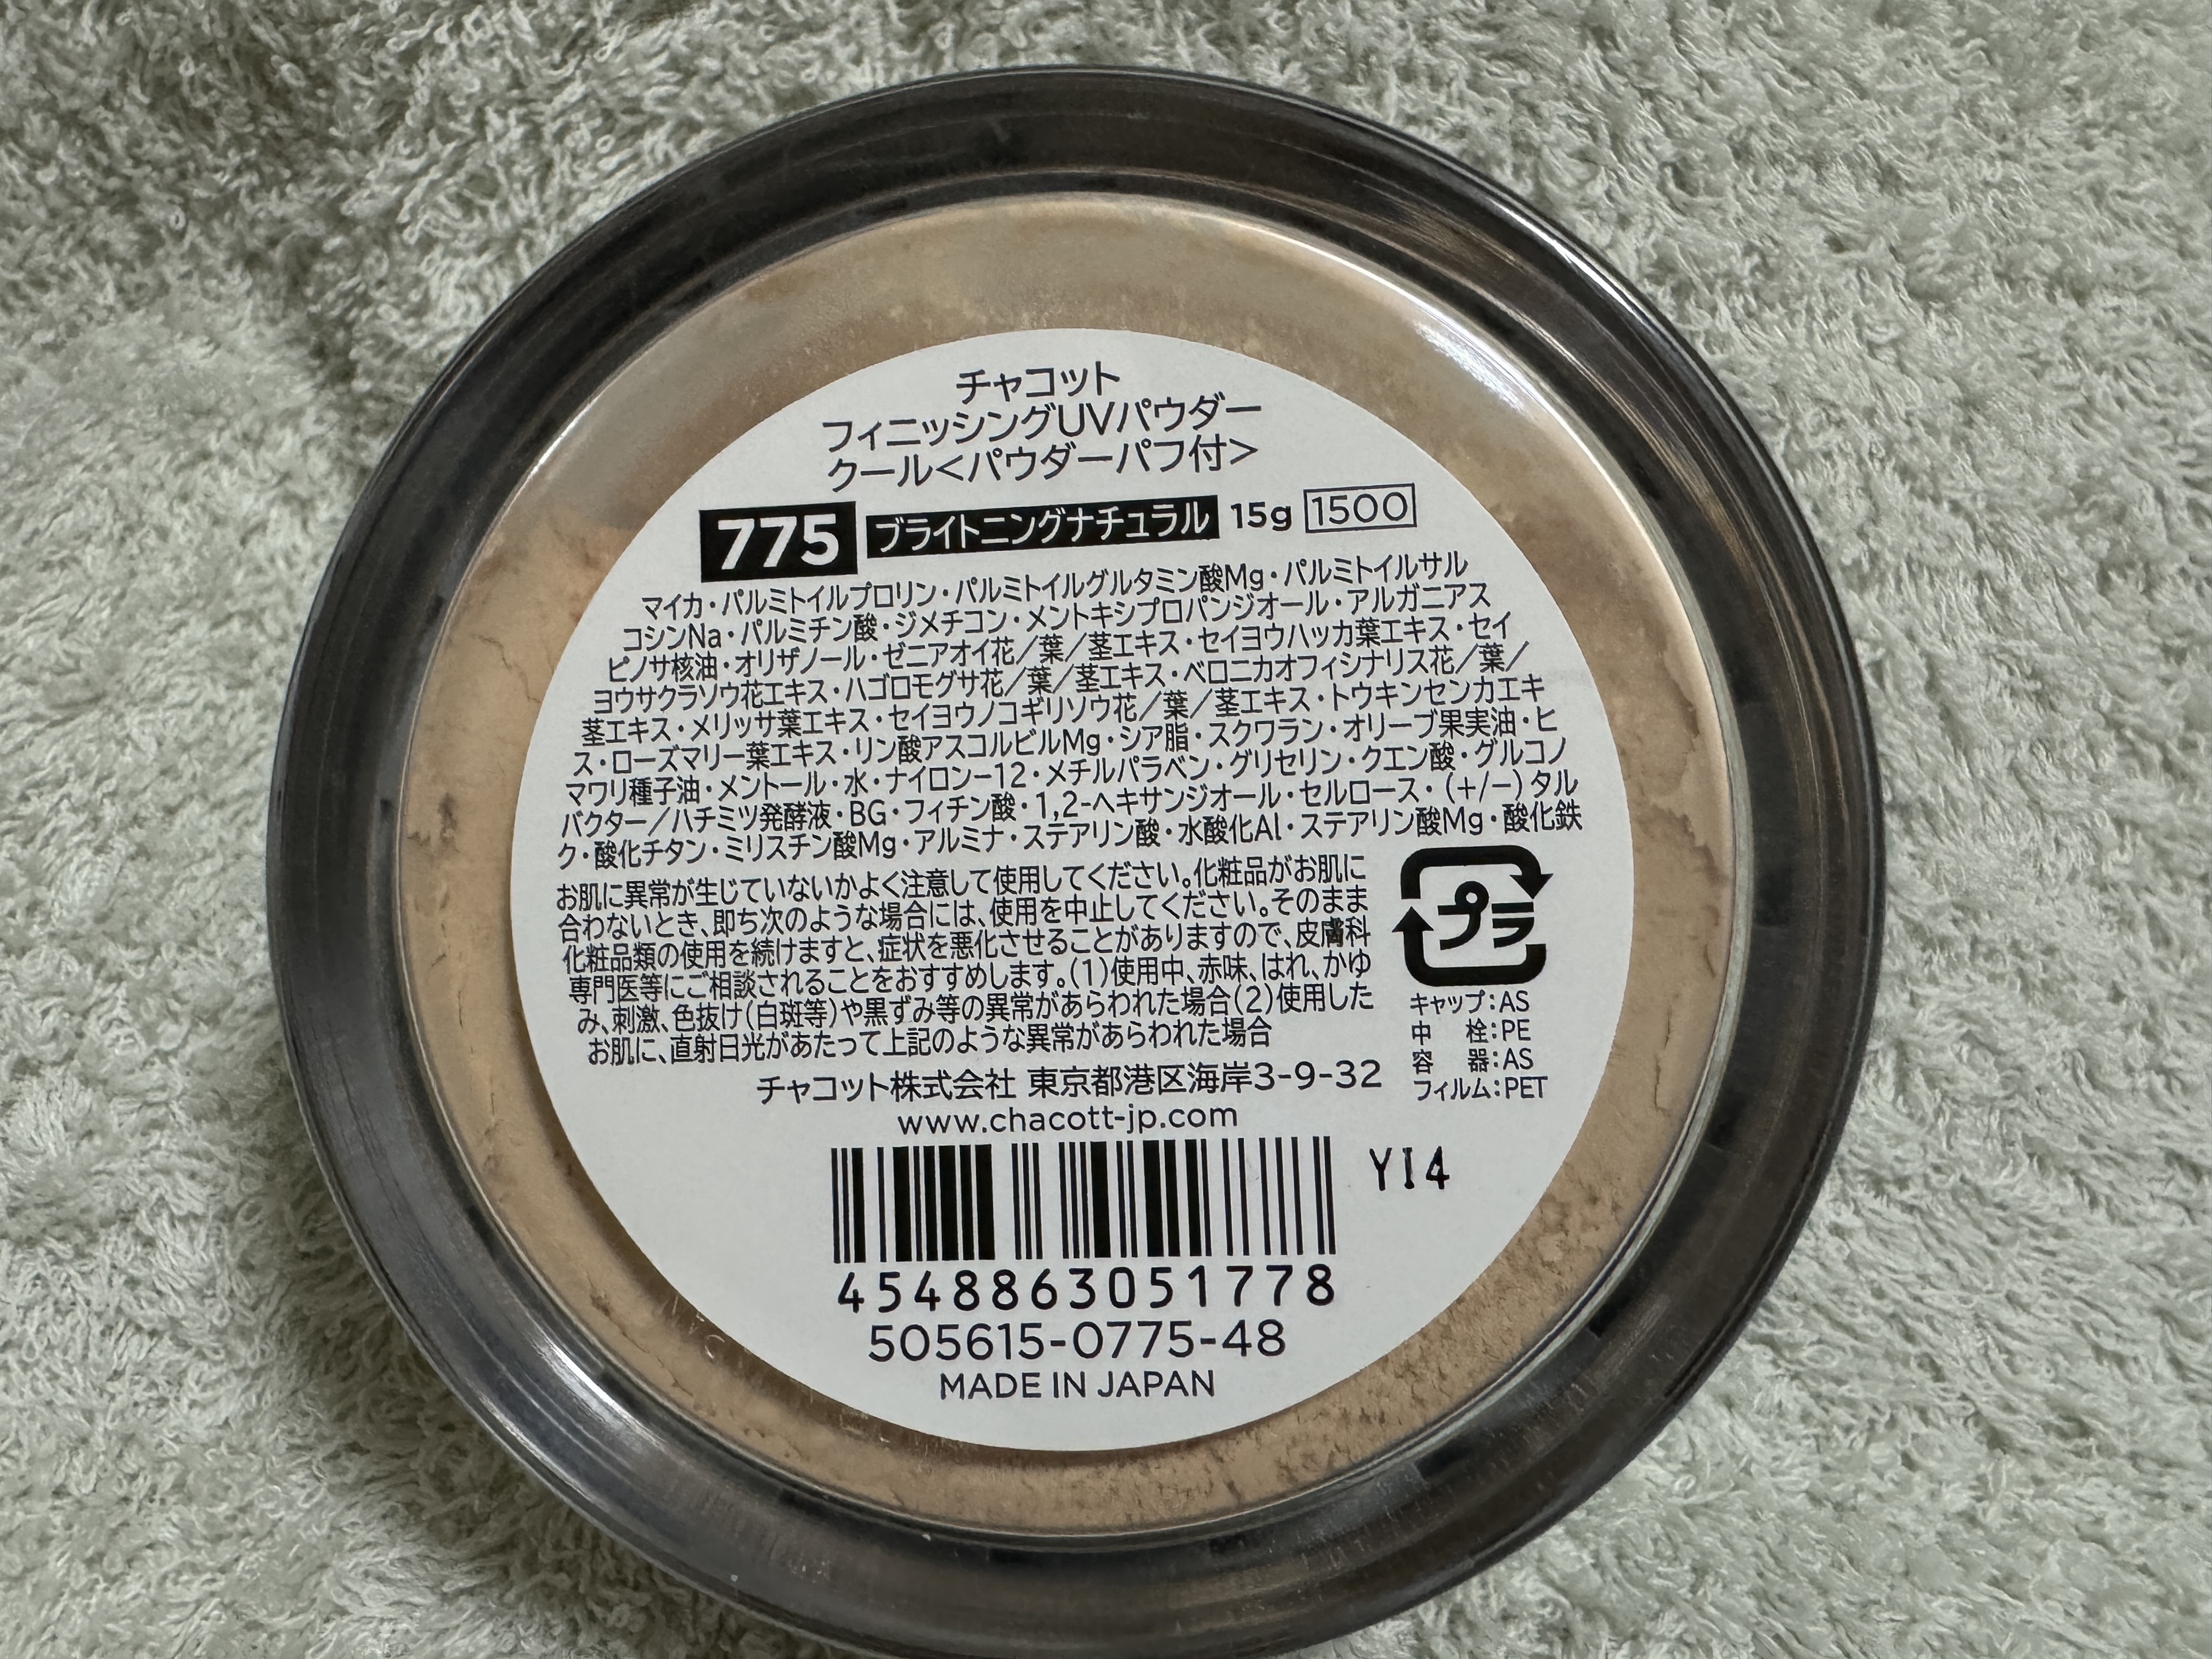 チャコット
フィニッシングUVパウダー
クール<パウダーパフ付>
775 ブライトニングナチュラル 15g 1500
マイカ・パルミトイルプロリン・パルミトイルグルタミン酸Mg・パルミトイルサル
コシンNa・パルミチン酸・ジメチコン・メントキシプロパンジオール・アルガニアス
ピノサ核油・オリザノール・ゼニアオイ花／葉／茎エキス・セイヨウハッカ葉エキス・セイ
ヨウサクラソウ花エキス・ハゴロモグサ花／葉／茎エキス・ベロニカオフィシナリス花／葉／
茎エキス・メリッサ葉エキス・セイヨウノコギリソウ花／葉／茎エキス・トウキンセンカエキ
ス・ローズマリー葉エキス・リン酸アスコルビルMg・シア脂・スクワラン・オリーブ果実油・ヒ
マワリ種子油・メントール・水・ナイロン-12・メチルパラベン・グリセリン・クエン酸・グルコノ
バクター／ハチミツ発酵液・BG・フィチン酸・1,2-ヘキサンジオール・セルロース・(+/-)タル
ク・酸化チタン・ミリスチン酸Mg・アルミナ・ステアリン酸・水酸化Al・ステアリン酸Mg・酸化鉄
お肌に異常が生じていないかよく注意して使用してください。化粧品がお肌に
合わないとき、即ち次のような場合には、使用を中止してください。そのまま
化粧品類の使用を続けますと、症状を悪化させることがありますので、皮膚科
専門医等にご相談されることをおすすめします。(1)使用中、赤味、はれ、かゆ
み、刺激、色抜け(白斑等)や黒ずみ等の異常があらわれた場合(2)使用した
お肌に、直射日光があたって上記のような異常があらわれた場合
プラ
キャップ:AS
中 栓:PE
容 器:AS
フィルム:PET
チャコット株式会社 東京都港区海岸3-9-32
www.chacott-jp.com
YI4
4548863051778
505615-0775-48
MADE IN JAPAN